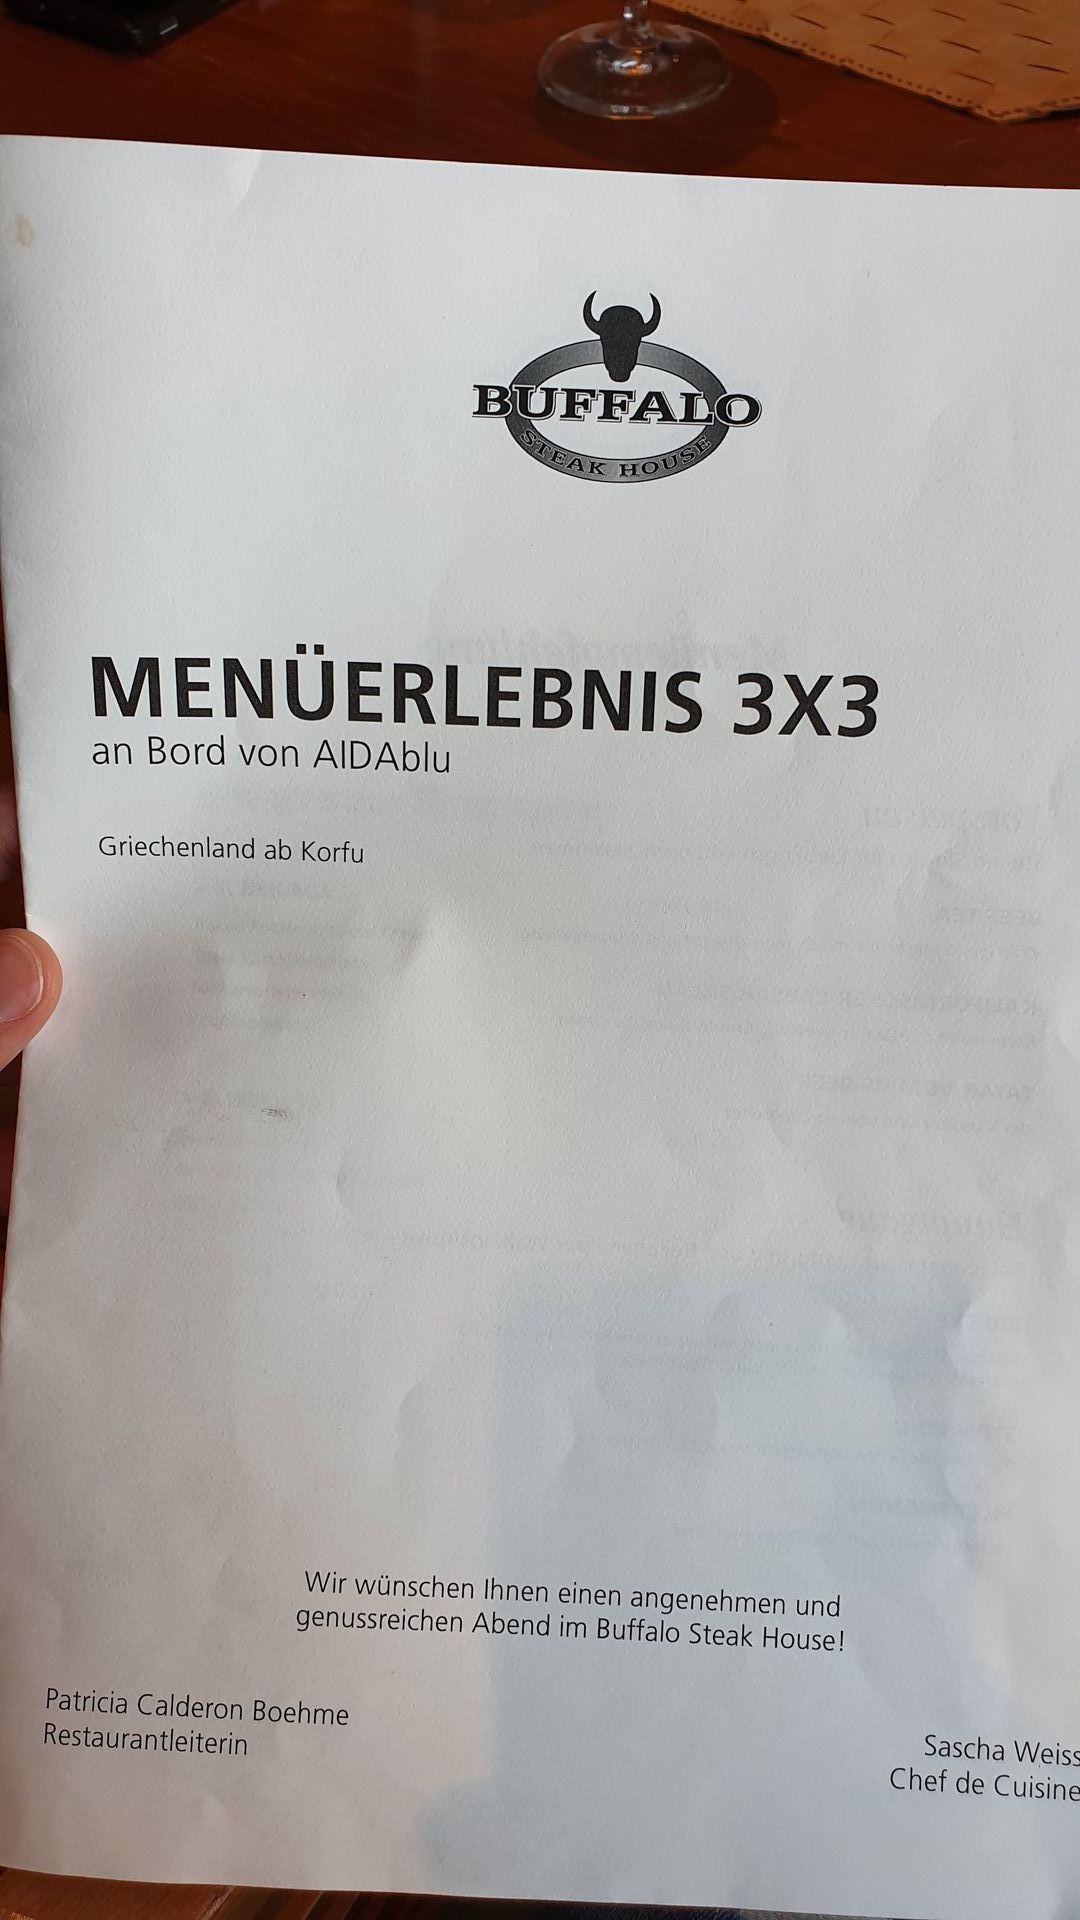 BUFFALO
STEAK HOUSE
MENÜERLEBNIS 3X3
an Bord von AIDAblu
Griechenland ab Korfu
Wir wünschen Ihnen einen angenehmen und
genussreichen Abend im Buffalo Steak House!
Patricia Calderon Boehme
Restaurantleiterin
Sascha Weiss
Chef de Cuisine